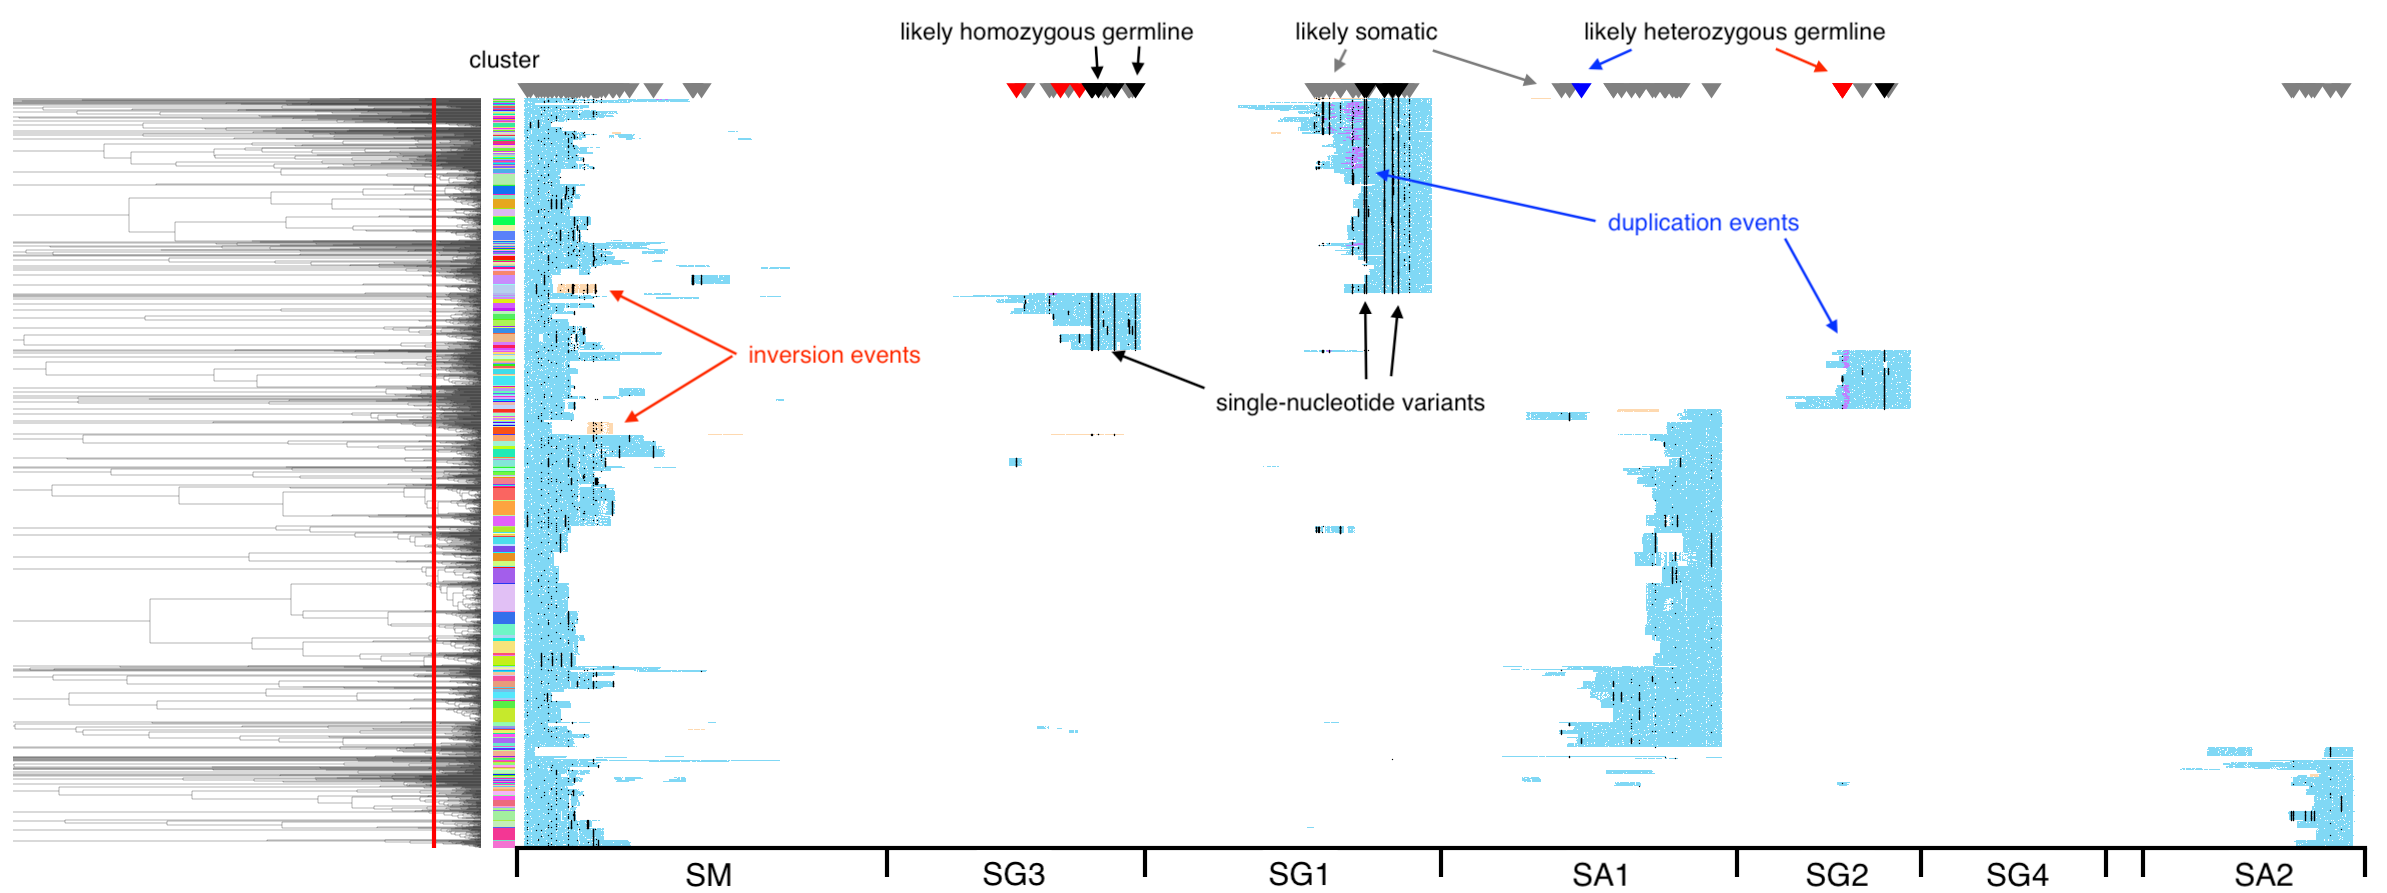 likely homozygous germline
likely somatic
likely heterozygous germline
cluster
duplication events
inversion events
single-nucleotide variants
SM
SG3
SG1
SA1
SG2
SG4
SA2